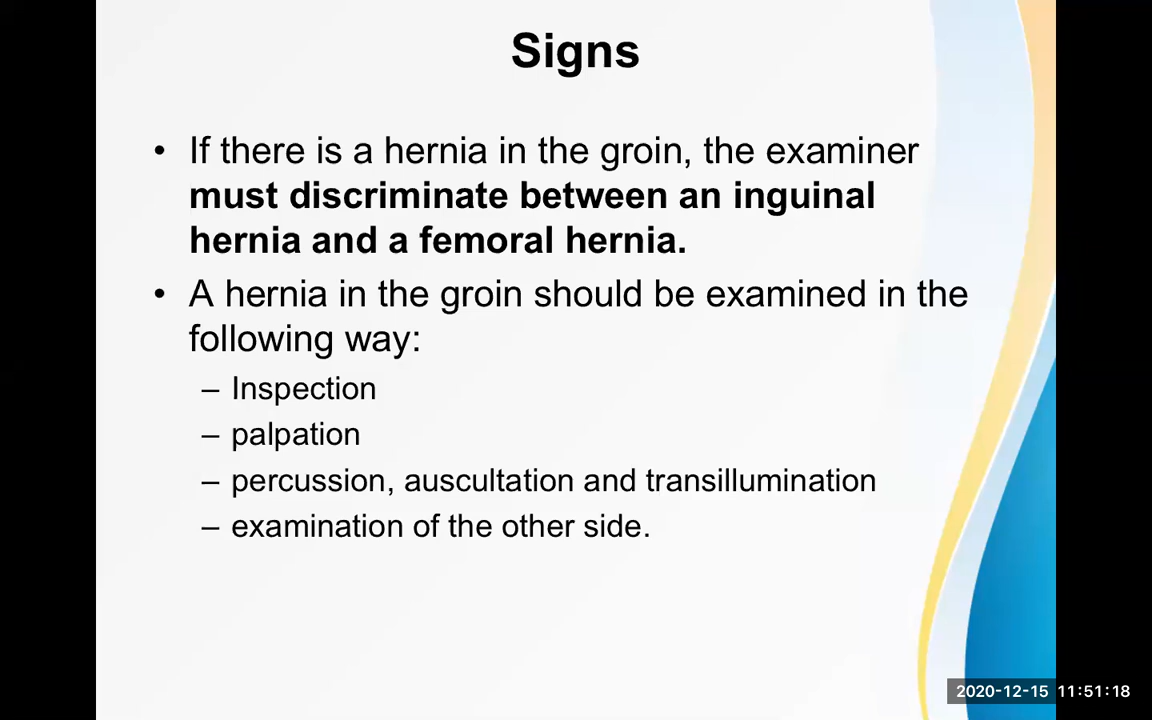 Signs
• If there is a hernia in the groin, the examiner
must discriminate between an inguinal
hernia and a femoral hernia.
• A hernia in the groin should be examined in the
following way:
– Inspection
– palpation
– percussion, auscultation and transillumination
– examination of the other side.
2020-12-15 11:51:18